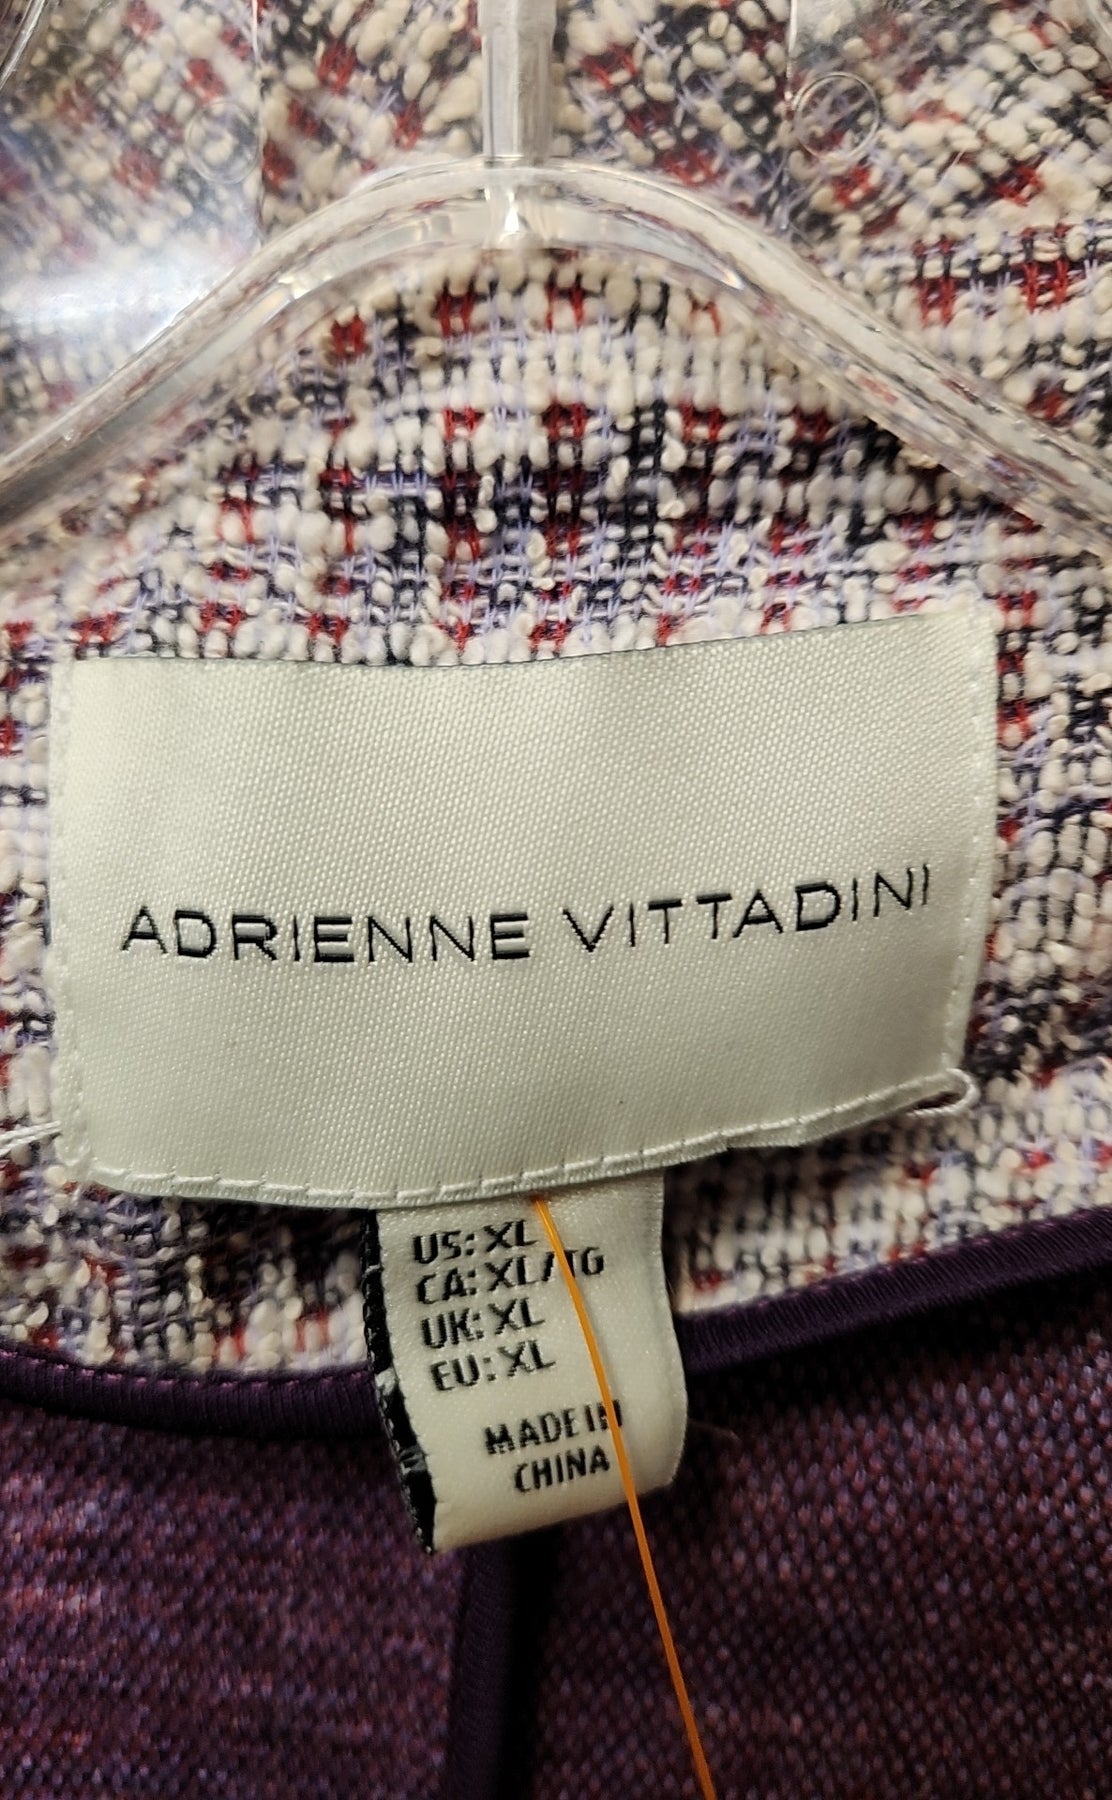 ADRIENNE VITTADINI
US: XL
CA: XL/TG
UK: XL
EU: XL
MADE IN
CHINA